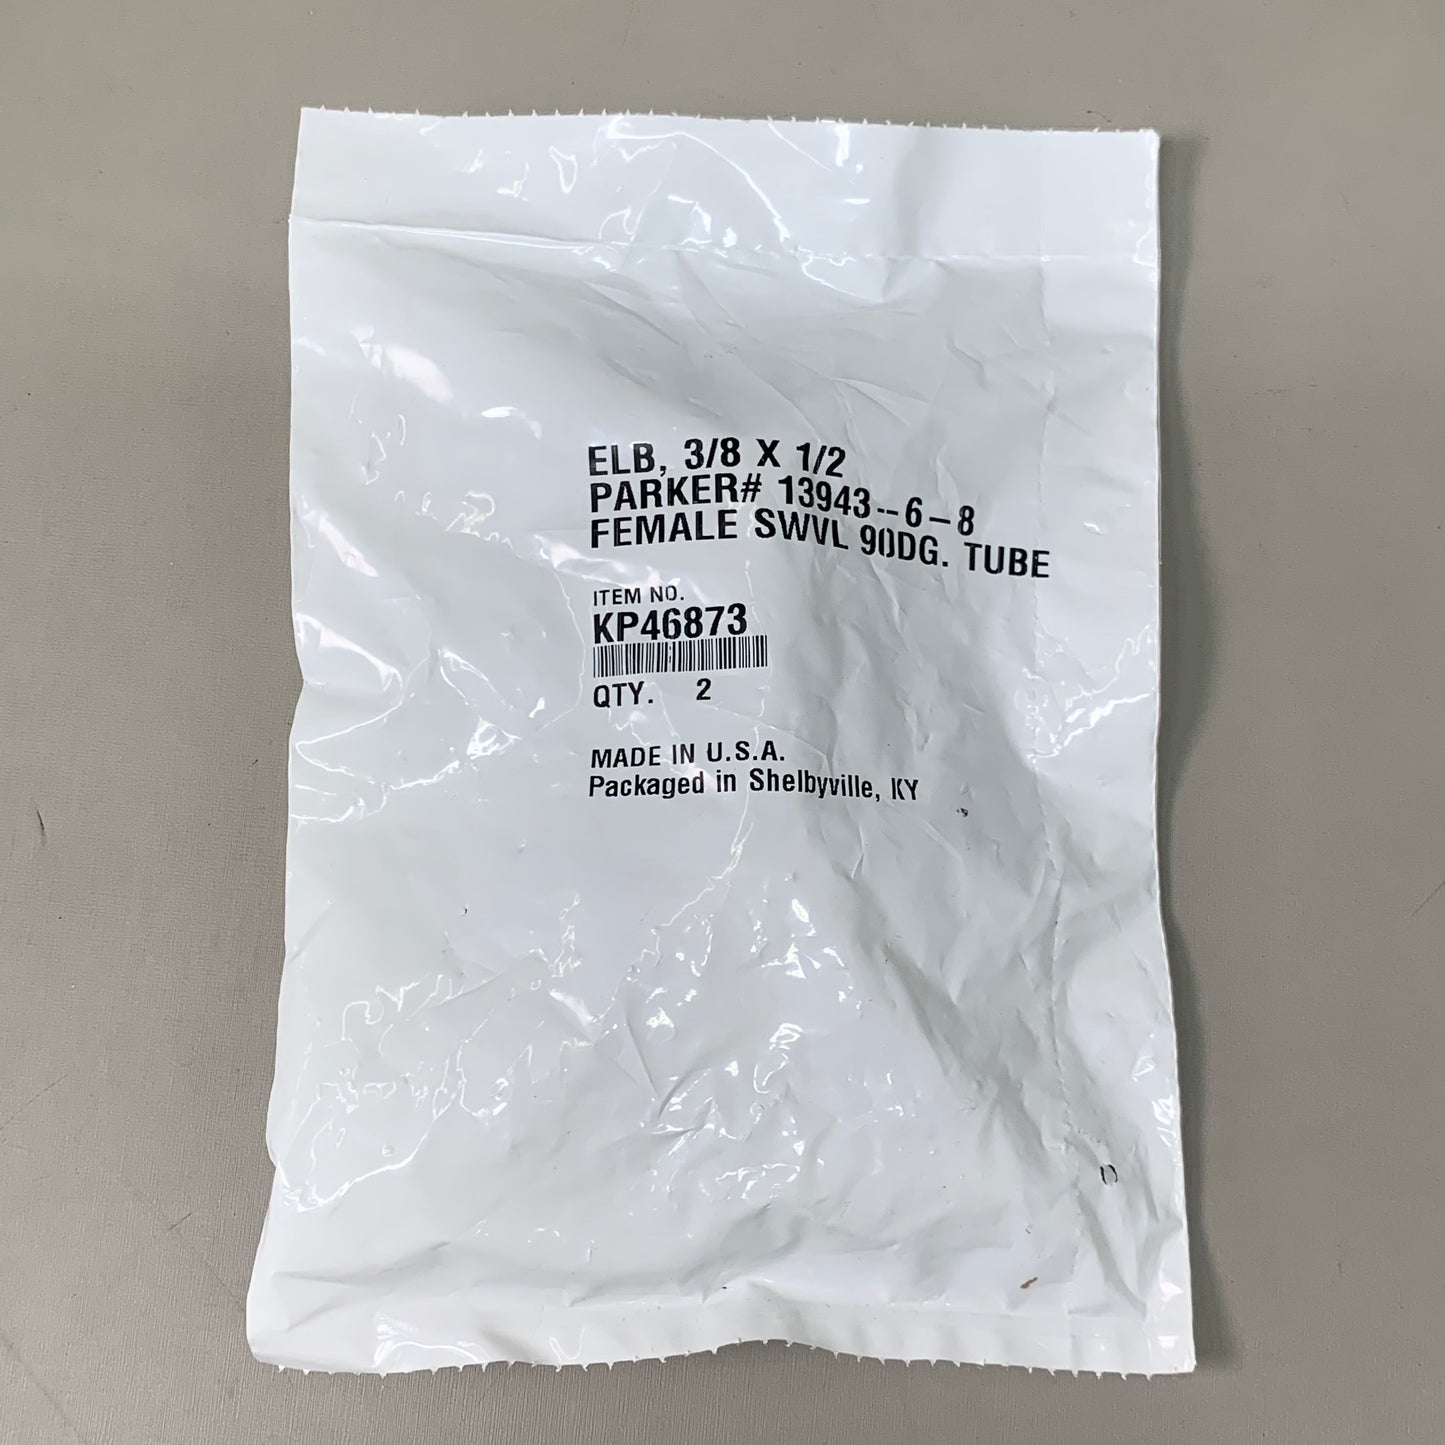 ELB, 3/8 X 1/2
PARKER# 13943--6-8
FEMALE SWVL 90DG. TUBE
ITEM NO.
KP46873
QTY. 2
MADE IN U.S.A.
Packaged in Shelbyville, KY